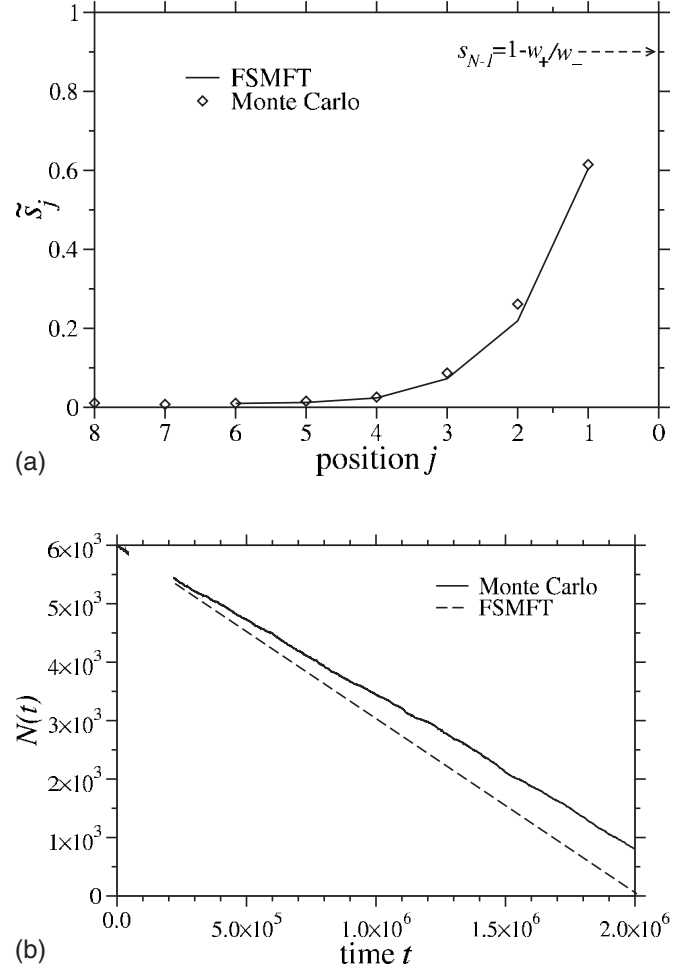 1
s_{N-1}=1-w_+/w_-
FSMFT
Monte Carlo
0.8
0.6
s̃_j
0.4
0.2
0
8 7 6 5 4 3 2 1 0
(a)
position j
6×10³
Monte Carlo
FSMFT
5×10³
4×10³
N(t)
3×10³
2×10³
1×10³
0
0.0 5.0×10⁵ 1.0×10⁶ 1.5×10⁶ 2.0×10⁶
(b)
time t